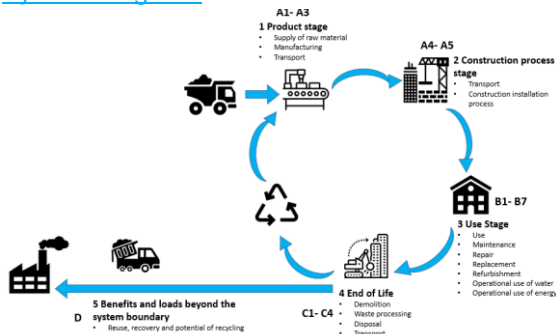 A1- A3
1 Product stage
• Supply of raw material
• Manufacturing
• Transport
A4- A5
2 Construction process
stage
• Transport
• Construction installation
process
B1- B7
3 Use Stage
• Use
• Maintenance
• Repair
• Replacement
• Refurbishment
• Operational use of water
• Operational use of energy
4 End of Life
C1- C4
• Demolition
• Waste processing
• Disposal
• Transport
5 Benefits and loads beyond the
D
system boundary
• Reuse, recovery and potential of recycling